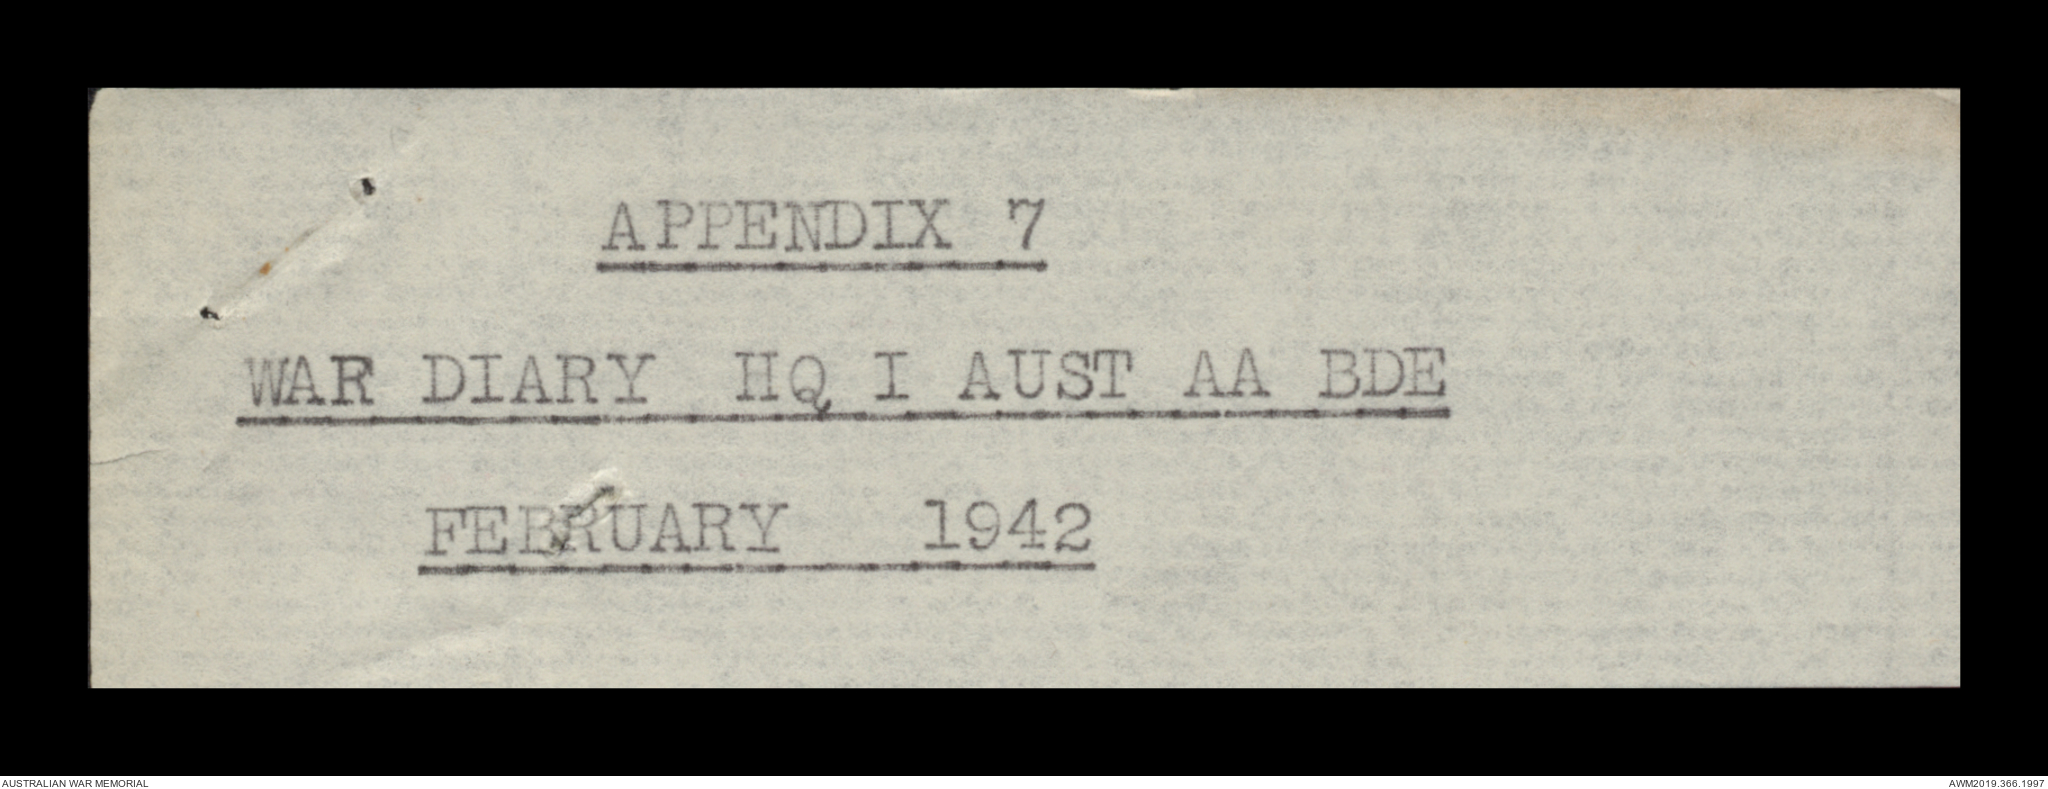 APPENDIX 7
WAR DIARY HQ I AUST AA BDE
FEBRUARY 1942
AUSTRALIAN WAR MEMORIAL
AWM2019.366.1997